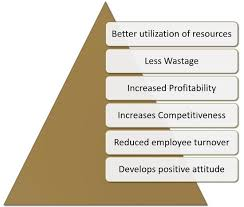 Better utilization of resources
Less Wastage
Increased Profitability
Increases Competitiveness
Reduced employee turnover
Develops positive attitude